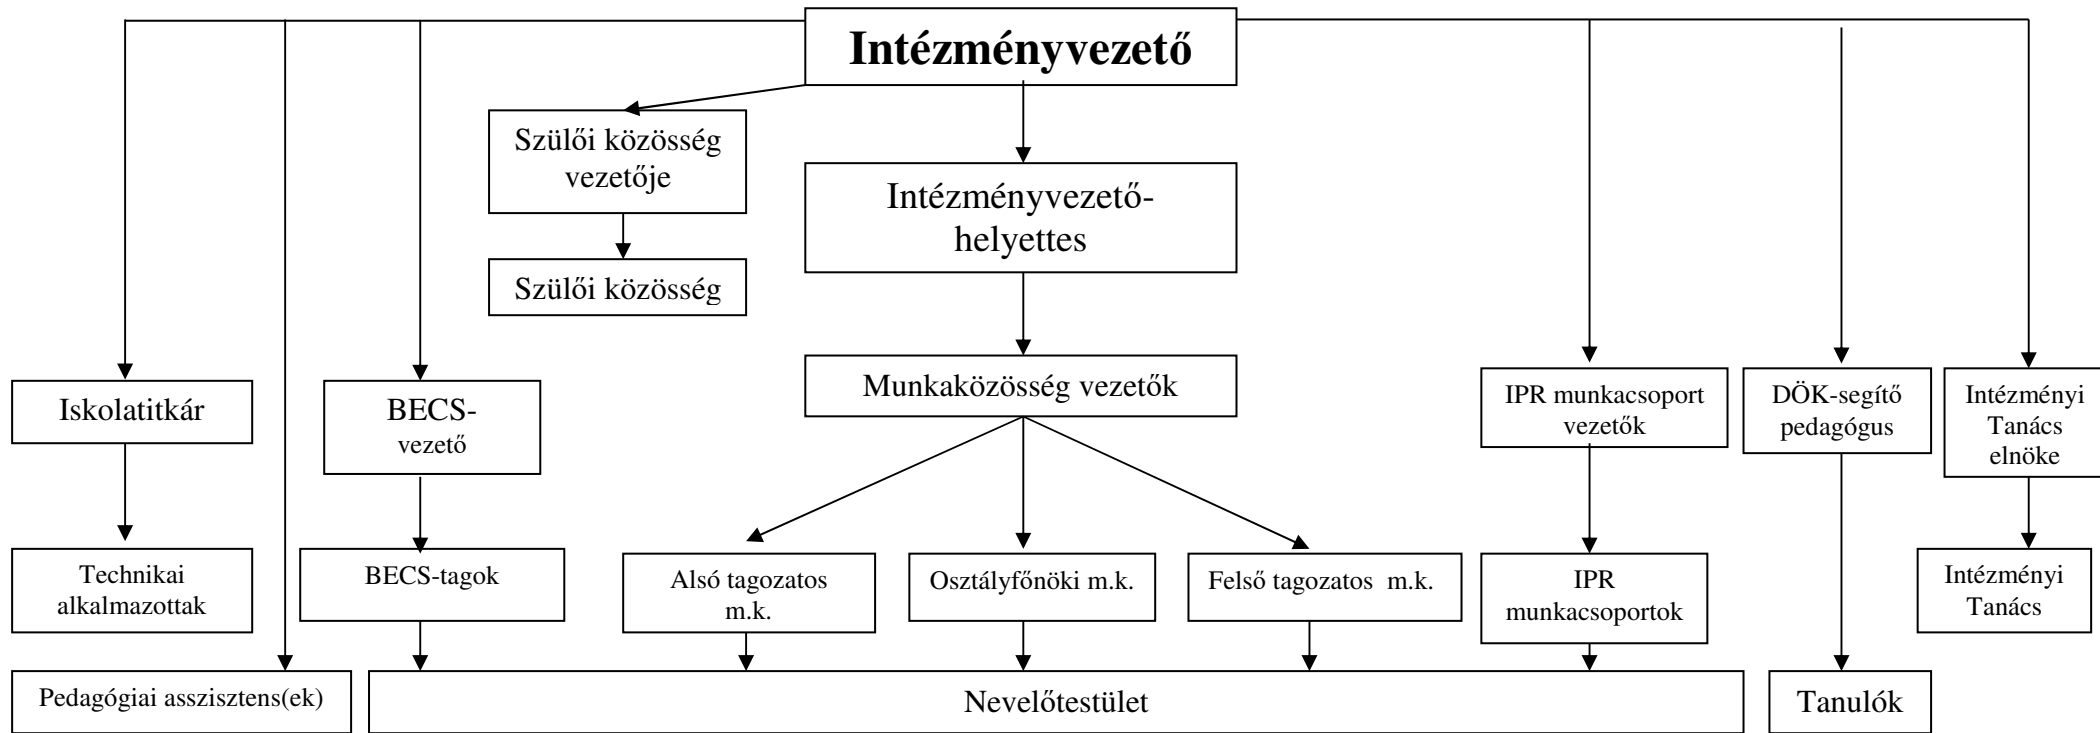 Intézményvezető
Szülői közösség
vezetője
Intézményvezető-
helyettes
Szülői közösség
Munkaközösség vezetők
Iskolatitkár
BECS-
vezető
IPR munkacsoport
vezetők
DÖK-segítő
pedagógus
Intézményi
Tanács
elnöke
Technikai
alkalmazottak
BECS-tagok
Alsó tagozatos
m.k.
Osztályfőnöki m.k.
Felső tagozatos  m.k.
IPR
munkacsoportok
Intézményi
Tanács
Pedagógiai asszisztens(ek)
Nevelőtestület
Tanulók